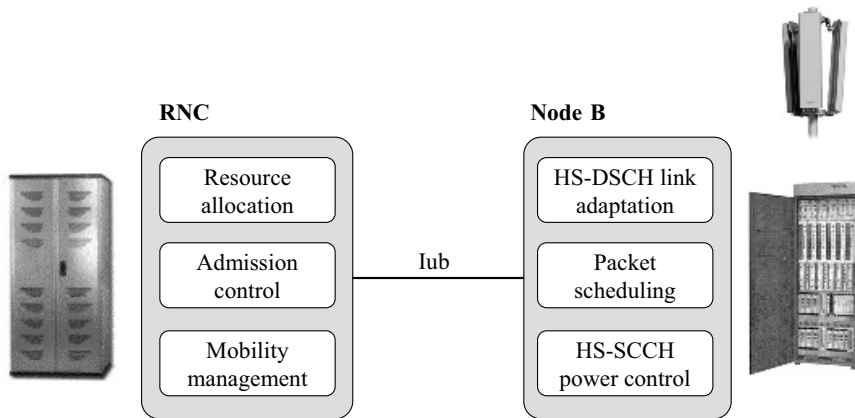 RNC
Resource
allocation
Admission
control
Mobility
management
Iub
Node B
HS-DSCH link
adaptation
Packet
scheduling
HS-SCCH
power control